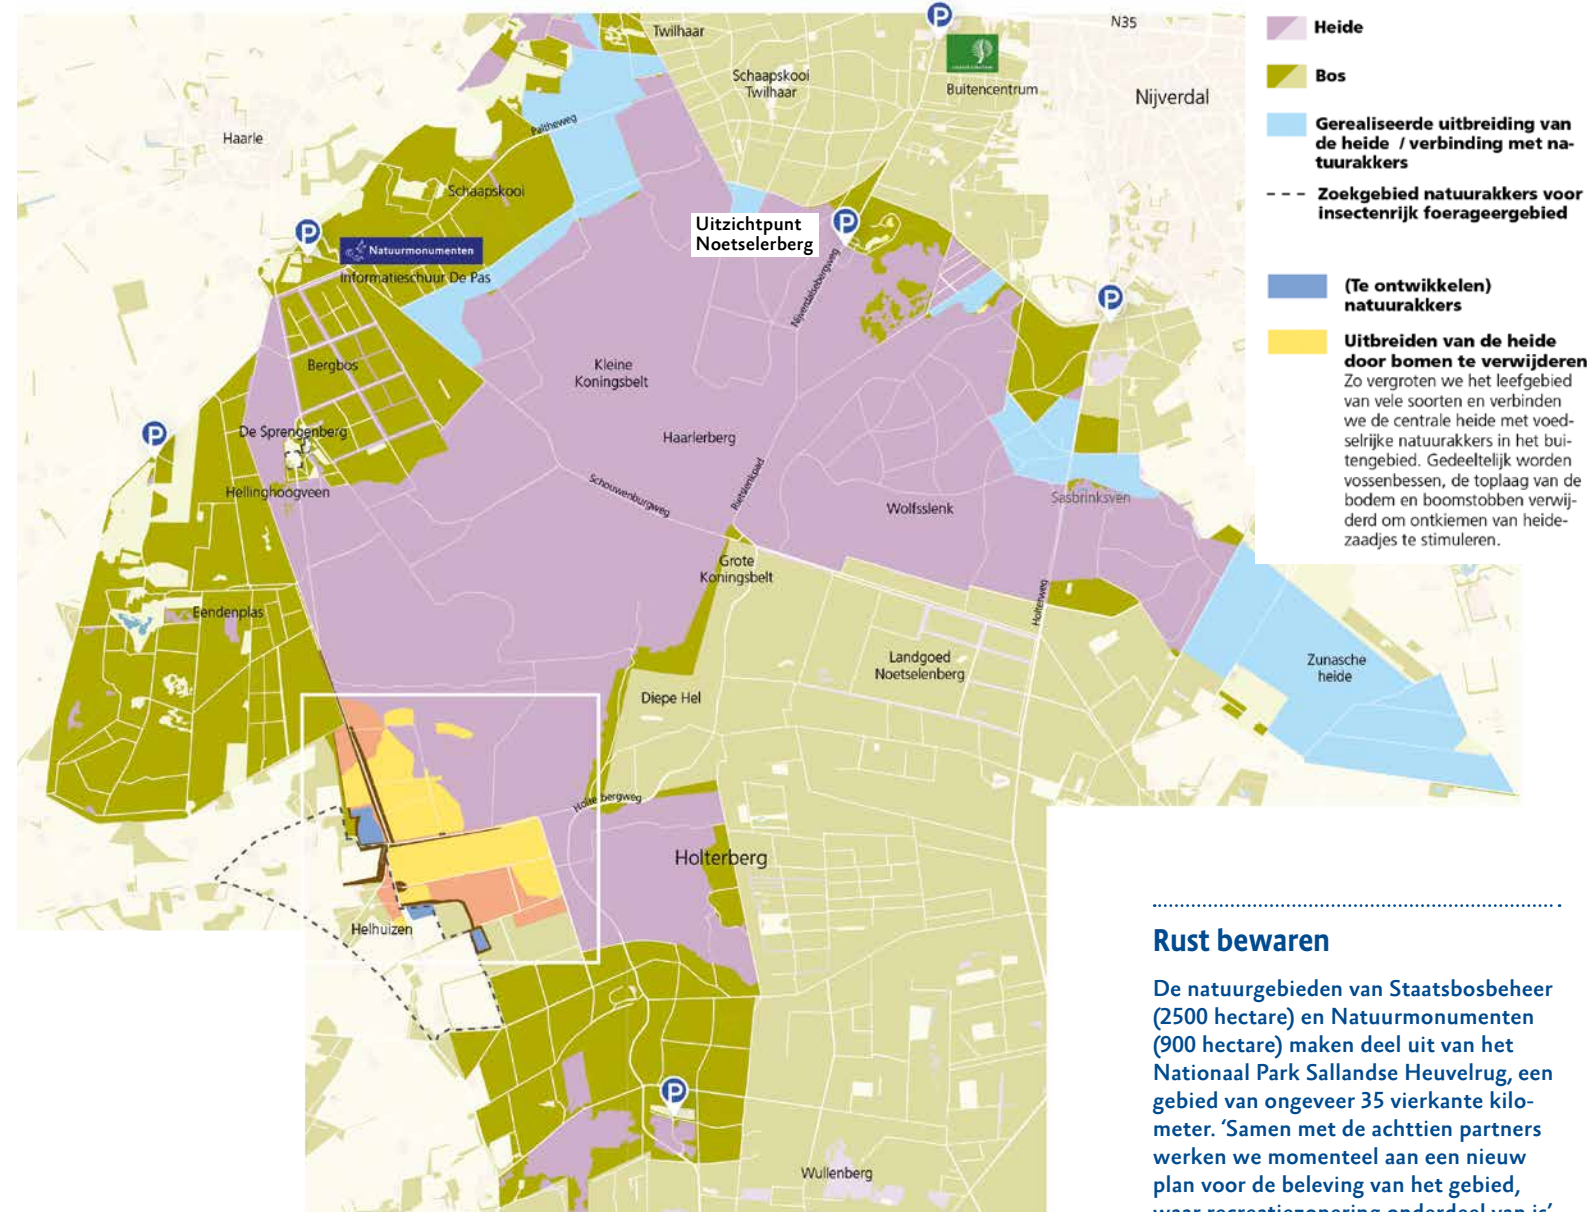 N35
Twilhaar
Schaapskooi
Twilhaar
Buitencentrum
Nijverdal
Haarle
Paltheweg
Schaapskooi
Uitzichtpunt
Noetselerberg
Natuurmonumenten
Informatieschuur De Pas
Nijverdalsebergweg
Bergbos
Kleine
Koningsbelt
De Sprengenberg
Haarlerberg
Hellinghoogveen
Schouwenburgweg
Rietslenkpad
Wolfsslenk
Sasbrinksven
Grote
Koningsbelt
Holterweg
Eendenplas
Landgoed
Noetselenberg
Zunasche
heide
Diepe Hel
Holterbergweg
Holterberg
Helhuizen
Wullenberg
P
P
P
P
P
P
Heide
Bos
Gerealiseerde uitbreiding van
de heide / verbinding met na-
tuurakkers
Zoekgebied natuurakkers voor
insectenrijk foerageergebied
(Te ontwikkelen)
natuurakkers
Uitbreiden van de heide
door bomen te verwijderen
Zo vergroten we het leefgebied
van vele soorten en verbinden
we de centrale heide met voed-
selrijke natuurakkers in het bui-
tengebied. Gedeeltelijk worden
vossenbessen, de toplaag van de
bodem en boomstobben verwij-
derd om ontkiemen van heide-
zaadjes te stimuleren.
Rust bewaren
De natuurgebieden van Staatsbosbeheer
(2500 hectare) en Natuurmonumenten
(900 hectare) maken deel uit van het
Nationaal Park Sallandse Heuvelrug, een
gebied van ongeveer 35 vierkante kilo-
meter. ‘Samen met de achttien partners
werken we momenteel aan een nieuw
plan voor de beleving van het gebied,
waar recreatiezonering onderdeel van is’